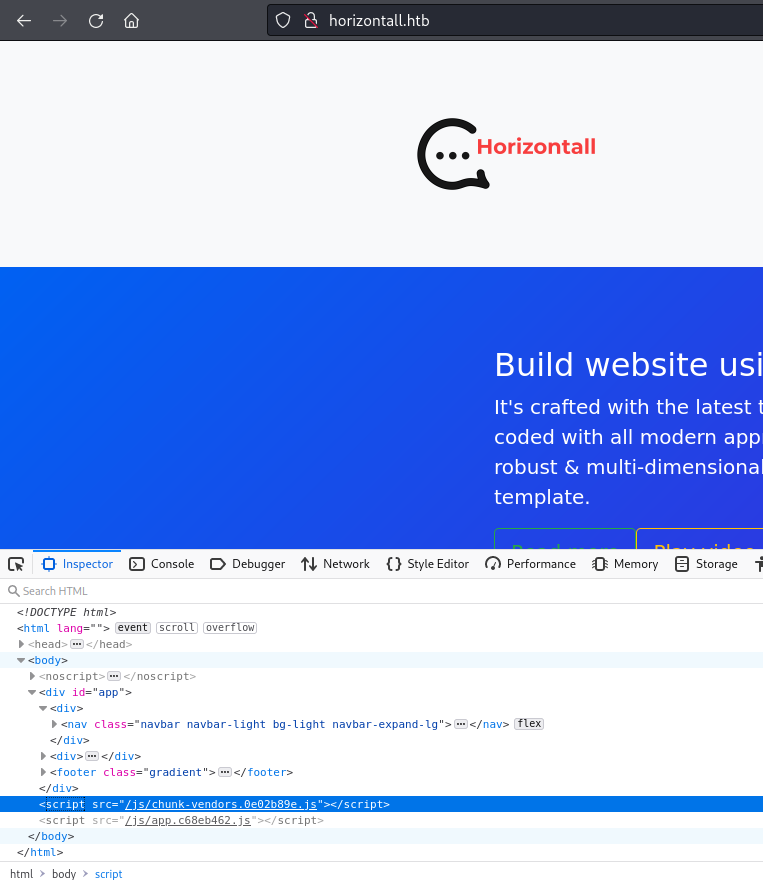 horizontall.htb
Horizontall
Build website usi
It's crafted with the latest t
coded with all modern app
robust & multi-dimensional
template.
Read more Play video
Inspector Console Debugger Network Style Editor Performance Memory Storage
Search HTML
<!DOCTYPE html>
<html lang=""> event scroll overflow
<head> ••• </head>
<body>
<noscript> ••• </noscript>
<div id="app">
<div>
<nav class="navbar navbar-light bg-light navbar-expand-lg"> ••• </nav> flex
</div>
<div> ••• </div>
<footer class="gradient"> ••• </footer>
</div>
<script src="/js/chunk-vendors.0e02b89e.js"></script>
<script src="/js/app.c68eb462.js"></script>
</body>
</html>
html > body > script